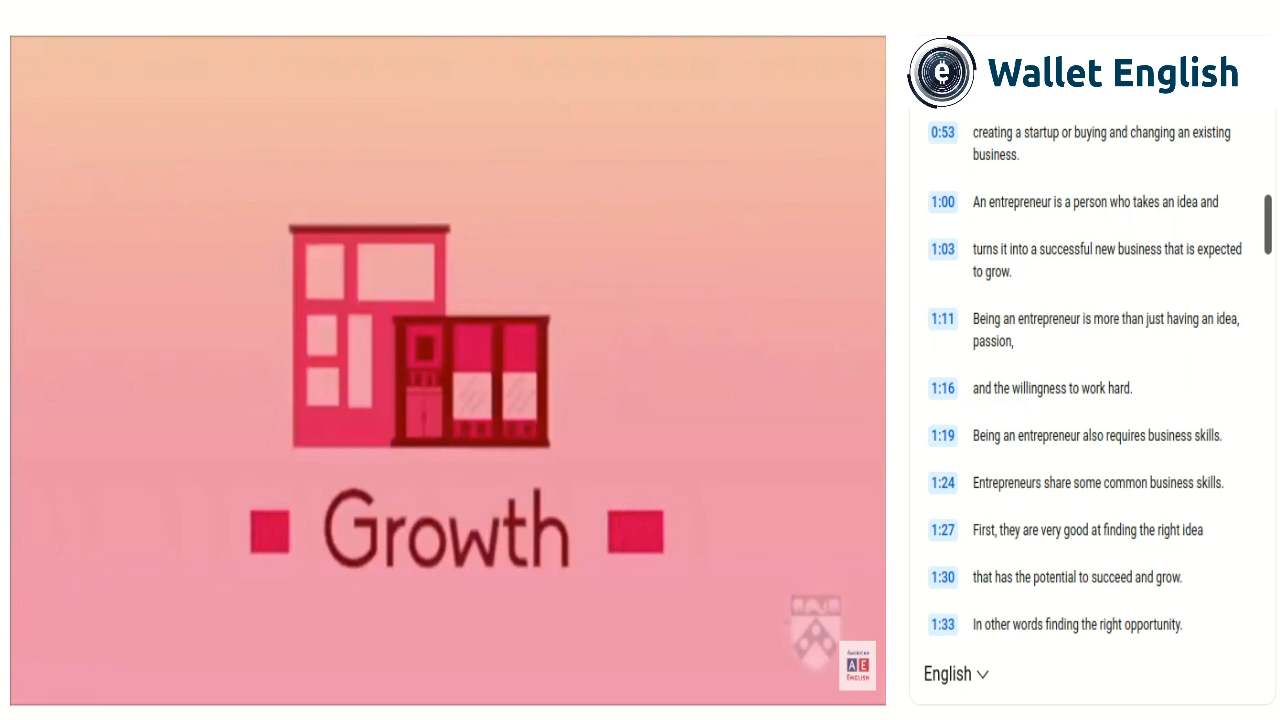 Growth
AMERICAN
AE
ENGLISH
e
Wallet English
0:53 creating a startup or buying and changing an existing
business.
1:00 An entrepreneur is a person who takes an idea and
1:03 turns it into a successful new business that is expected
to grow.
1:11 Being an entrepreneur is more than just having an idea,
passion,
1:16 and the willingness to work hard.
1:19 Being an entrepreneur also requires business skills.
1:24 Entrepreneurs share some common business skills.
1:27 First, they are very good at finding the right idea
1:30 that has the potential to succeed and grow.
1:33 In other words finding the right opportunity.
English